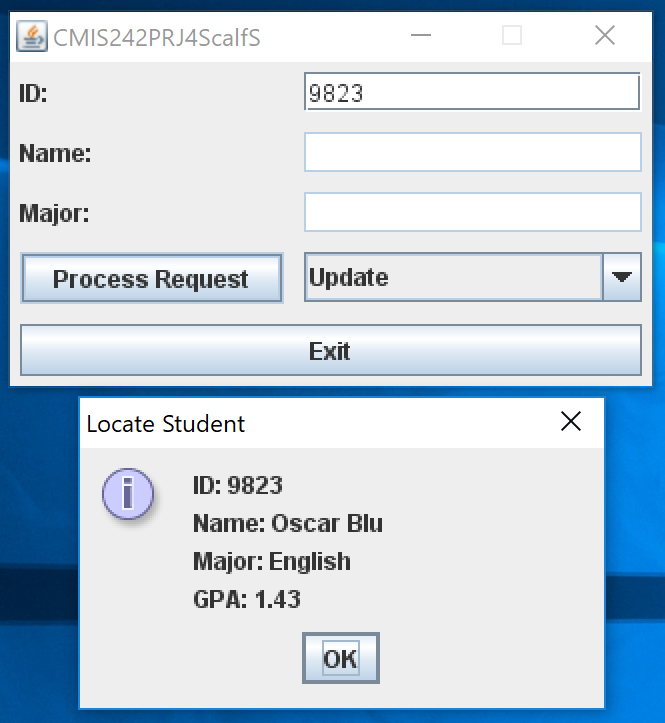 CMIS242PRJ4ScalfS
ID: 9823
Name:
Major:
Process Request Update
Exit
Locate Student
ID: 9823
Name: Oscar Blu
Major: English
GPA: 1.43
OK